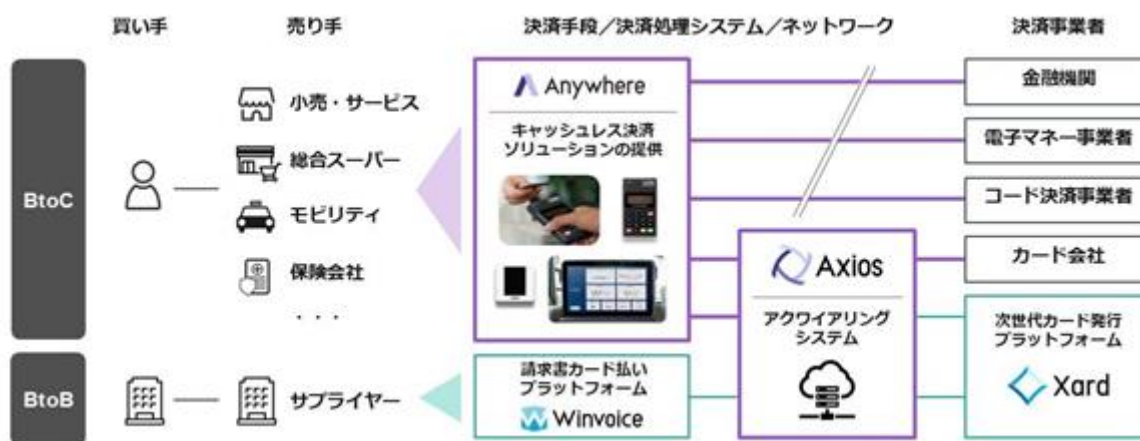 買い手
売り手
決済手段／決済処理システム／ネットワーク
決済事業者
BtoC
小売・サービス
総合スーパー
モビリティ
保険会社
・・・
Anywhere
キャッシュレス決済
ソリューションの提供
Axios
アクワイアリング
システム
金融機関
電子マネー事業者
コード決済事業者
カード会社
次世代カード発行
プラットフォーム
Xard
BtoB
サプライヤー
請求書カード払い
プラットフォーム
Winvoice